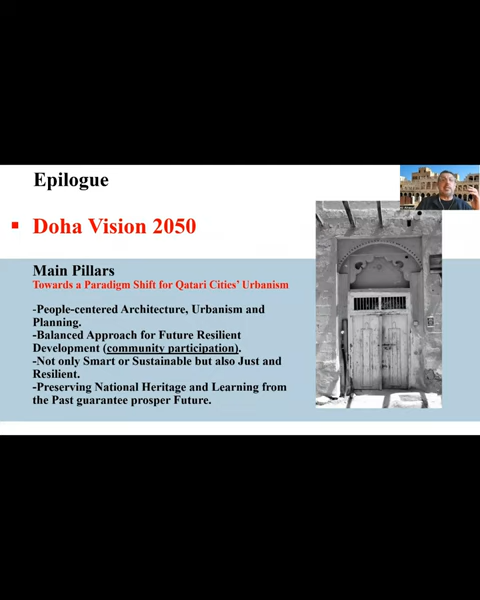 Epilogue
▪ Doha Vision 2050
Main Pillars
Towards a Paradigm Shift for Qatari Cities' Urbanism
-People-centered Architecture, Urbanism and
Planning.
-Balanced Approach for Future Resilient
Development (community participation).
-Not only Smart or Sustainable but also Just and
Resilient.
-Preserving National Heritage and Learning from
the Past guarantee prosper Future.